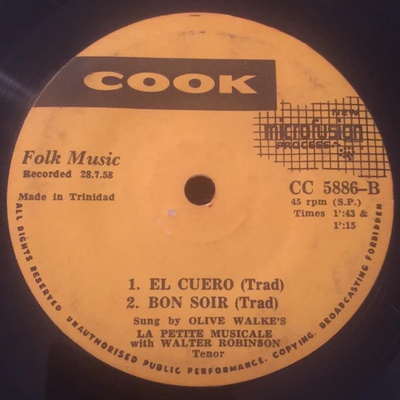 COOK
NEW
microfusion
PROCESS
Folk Music
Recorded 28.7.58
Made in Trinidad
CC 5886-B
45 rpm (S.P.)
Times 1':43 &
1':15
1. EL CUERO (Trad)
2. BON SOIR (Trad)
Sung by OLIVE WALKE'S
LA PETITE MUSICALE
with WALTER ROBINSON
Tenor
ALL RIGHTS RESERVED UNAUTHORISED PUBLIC PERFORMANCE, COPYING, BROADCASTING FORBIDDEN